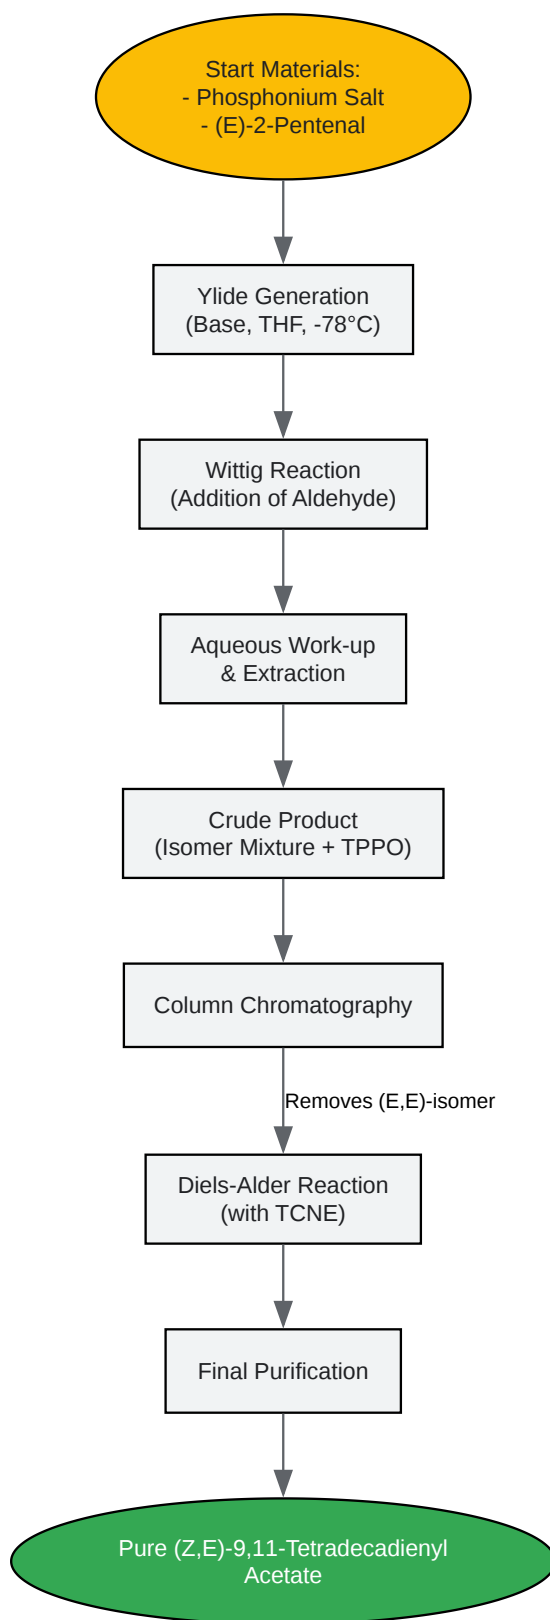 Start Materials:
- Phosphonium Salt
- (E)-2-Pentenal
Ylide Generation
(Base, THF, -78°C)
Wittig Reaction
(Addition of Aldehyde)
Aqueous Work-up
& Extraction
Crude Product
(Isomer Mixture + TPPO)
Column Chromatography
Removes (E,E)-isomer
Diels-Alder Reaction
(with TCNE)
Final Purification
Pure (Z,E)-9,11-Tetradecadienyl
Acetate